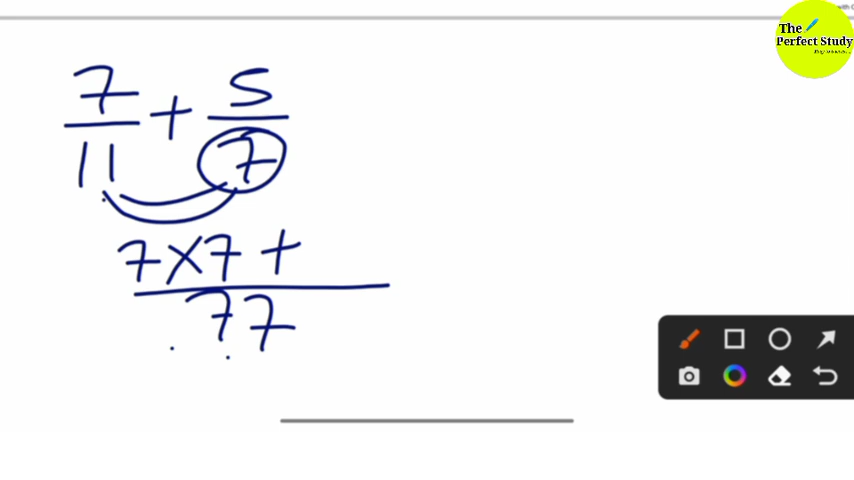 The
Perfect Study
7/11 + 5/7
7 × 7 +
77